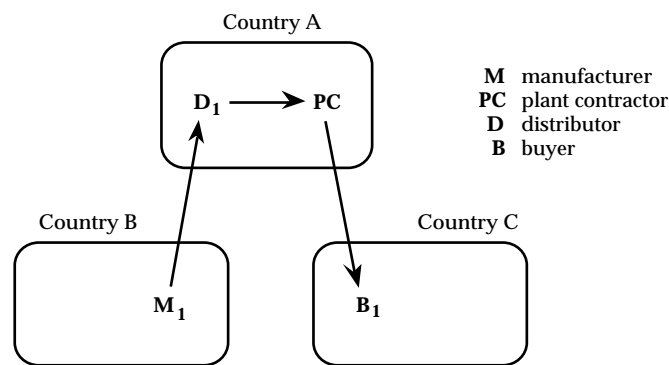 Country A
D1 PC
M manufacturer
PC plant contractor
D distributor
B buyer
Country B
Country C
M1
B1